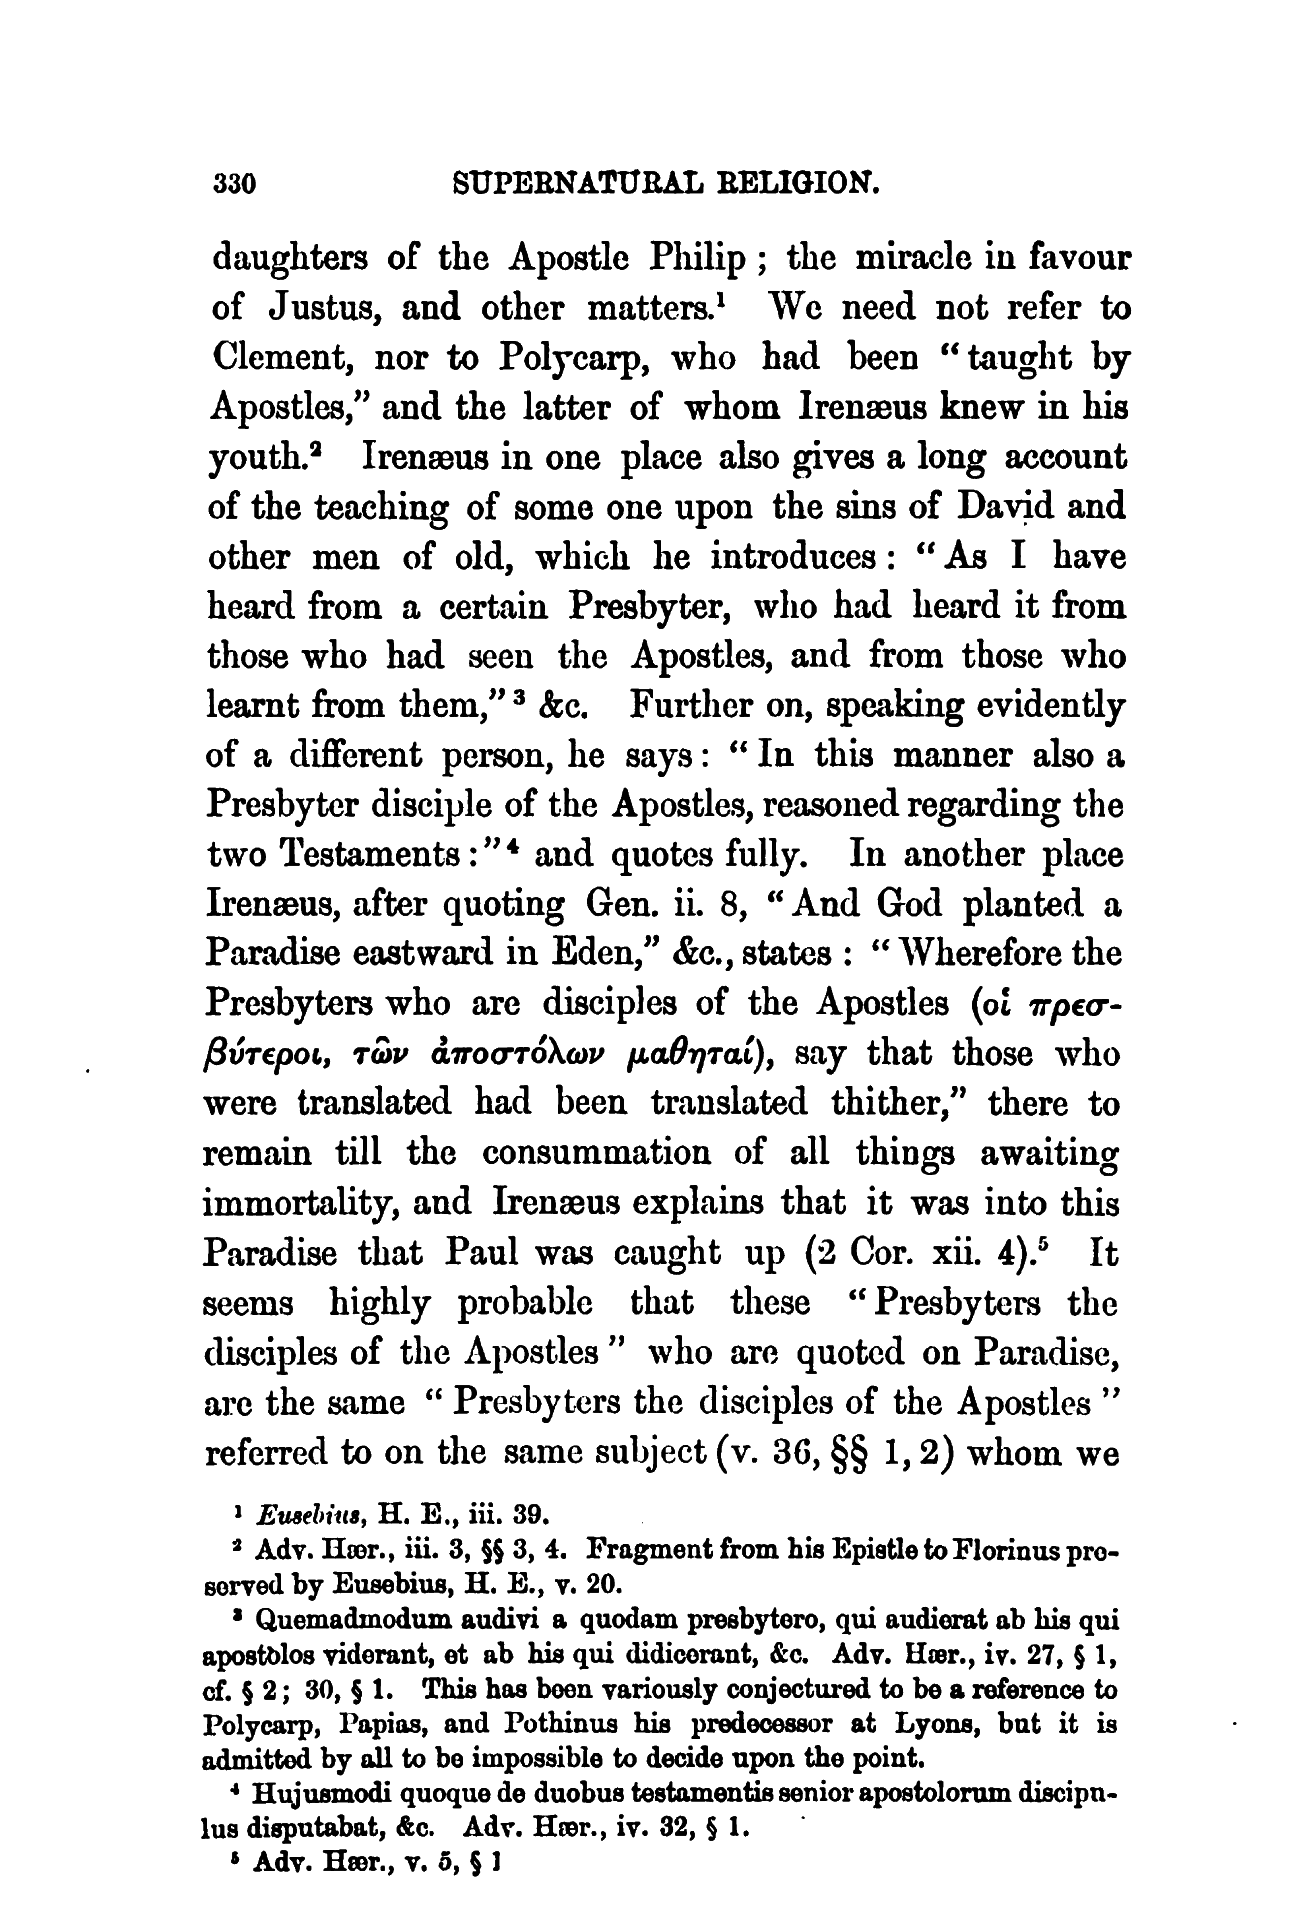 330 SUPERNATURAL RELIGION.
daughters of the Apostle Philip ; the miracle in favour
of Justus, and other matters.¹ We need not refer to
Clement, nor to Polycarp, who had been “ taught by
Apostles,” and the latter of whom Irenæus knew in his
youth.² Irenæus in one place also gives a long account
of the teaching of some one upon the sins of David and
other men of old, which he introduces : “ As I have
heard from a certain Presbyter, who had heard it from
those who had seen the Apostles, and from those who
learnt from them,” ³ &c. Further on, speaking evidently
of a different person, he says : “ In this manner also a
Presbyter disciple of the Apostles, reasoned regarding the
two Testaments :” ⁴ and quotes fully. In another place
Irenæus, after quoting Gen. ii. 8, “ And God planted a
Paradise eastward in Eden,” &c., states : “ Wherefore the
Presbyters who are disciples of the Apostles (οἱ πρεσ-
βύτεροι, τῶν ἀποστόλων μαθηταί), say that those who
were translated had been translated thither,” there to
remain till the consummation of all things awaiting
immortality, and Irenæus explains that it was into this
Paradise that Paul was caught up (2 Cor. xii. 4).⁵ It
seems highly probable that these “ Presbyters the
disciples of the Apostles ” who are quoted on Paradise,
are the same “ Presbyters the disciples of the Apostles ”
referred to on the same subject (v. 36, §§ 1, 2) whom we
¹ Eusebius, H. E., iii. 39.
² Adv. Hær., iii. 3, §§ 3, 4. Fragment from his Epistle to Florinus pre-
served by Eusebius, H. E., v. 20.
³ Quemadmodum audivi a quodam presbytero, qui audierat ab his qui
apostolos viderant, et ab his qui didicerant, &c. Adv. Hær., iv. 27, § 1,
cf. § 2 ; 30, § 1. This has been variously conjectured to be a reference to
Polycarp, Papias, and Pothinus his predecessor at Lyons, but it is
admitted by all to be impossible to decide upon the point.
⁴ Hujusmodi quoque de duobus testamentis senior apostolorum discipu-
lus disputabat, &c. Adv. Hær., iv. 32, § 1.
⁵ Adv. Hær., v. 5, § 1